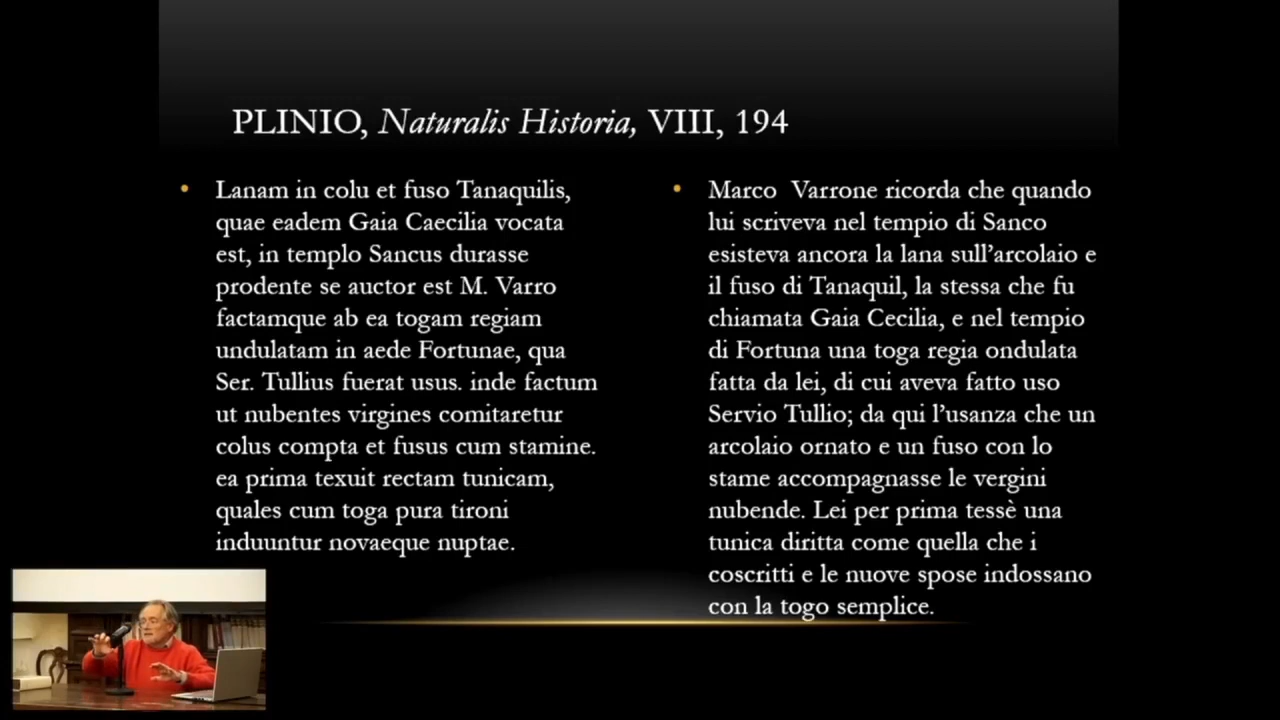 PLINIO, Naturalis Historia, VIII, 194
• Lanam in colu et fuso Tanaquilis,
quae eadem Gaia Caecilia vocata
est, in templo Sancus durasse
prodente se auctor est M. Varro
factamque ab ea togam regiam
undulatam in aede Fortunae, qua
Ser. Tullius fuerat usus. inde factum
ut nubentes virgines comitaretur
colus compta et fusus cum stamine.
ea prima texuit rectam tunicam,
quales cum toga pura tironi
induuntur novaeque nuptae.
• Marco Varrone ricorda che quando
lui scriveva nel tempio di Sanco
esisteva ancora la lana sull’arcolaio e
il fuso di Tanaquil, la stessa che fu
chiamata Gaia Cecilia, e nel tempio
di Fortuna una toga regia ondulata
fatta da lei, di cui aveva fatto uso
Servio Tullio; da qui l’usanza che un
arcolaio ornato e un fuso con lo
stame accompagnasse le vergini
nubende. Lei per prima tessè una
tunica diritta come quella che i
coscritti e le nuove spose indossano
con la togo semplice.